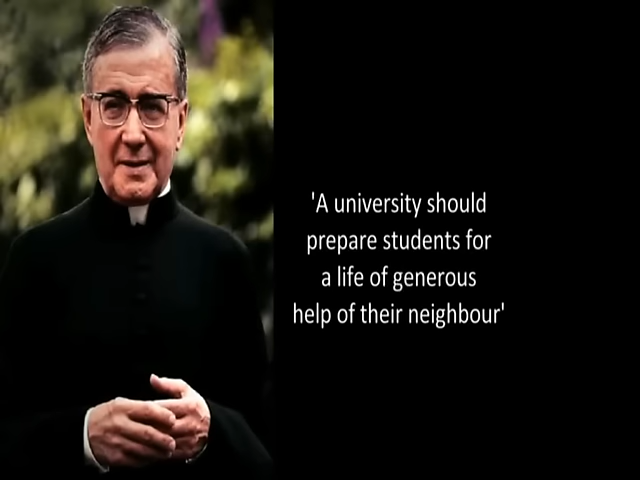 'A university should
prepare students for
a life of generous
help of their neighbour'